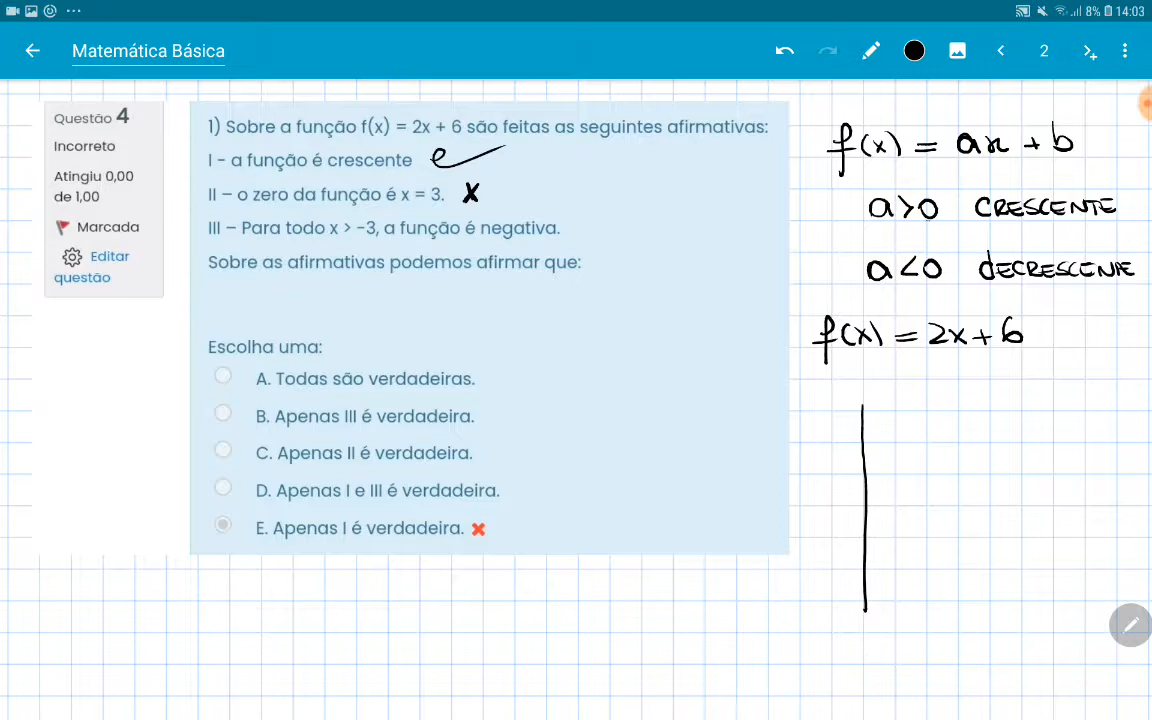 8% 14:03
Matemática Básica
2
Questão 4
Incorreto
Atingiu 0,00
de 1,00
Marcada
Editar
questão
1) Sobre a função f(x) = 2x + 6 são feitas as seguintes afirmativas:
I - a função é crescente
II – o zero da função é x = 3.
III – Para todo x > -3, a função é negativa.
Sobre as afirmativas podemos afirmar que:
Escolha uma:
A. Todas são verdadeiras.
B. Apenas III é verdadeira.
C. Apenas II é verdadeira.
D. Apenas I e III é verdadeira.
E. Apenas I é verdadeira.
f(x) = ax + b
a>0 CRESCENTE
a<0 dECRESCENTE
f(x) = 2x + 6